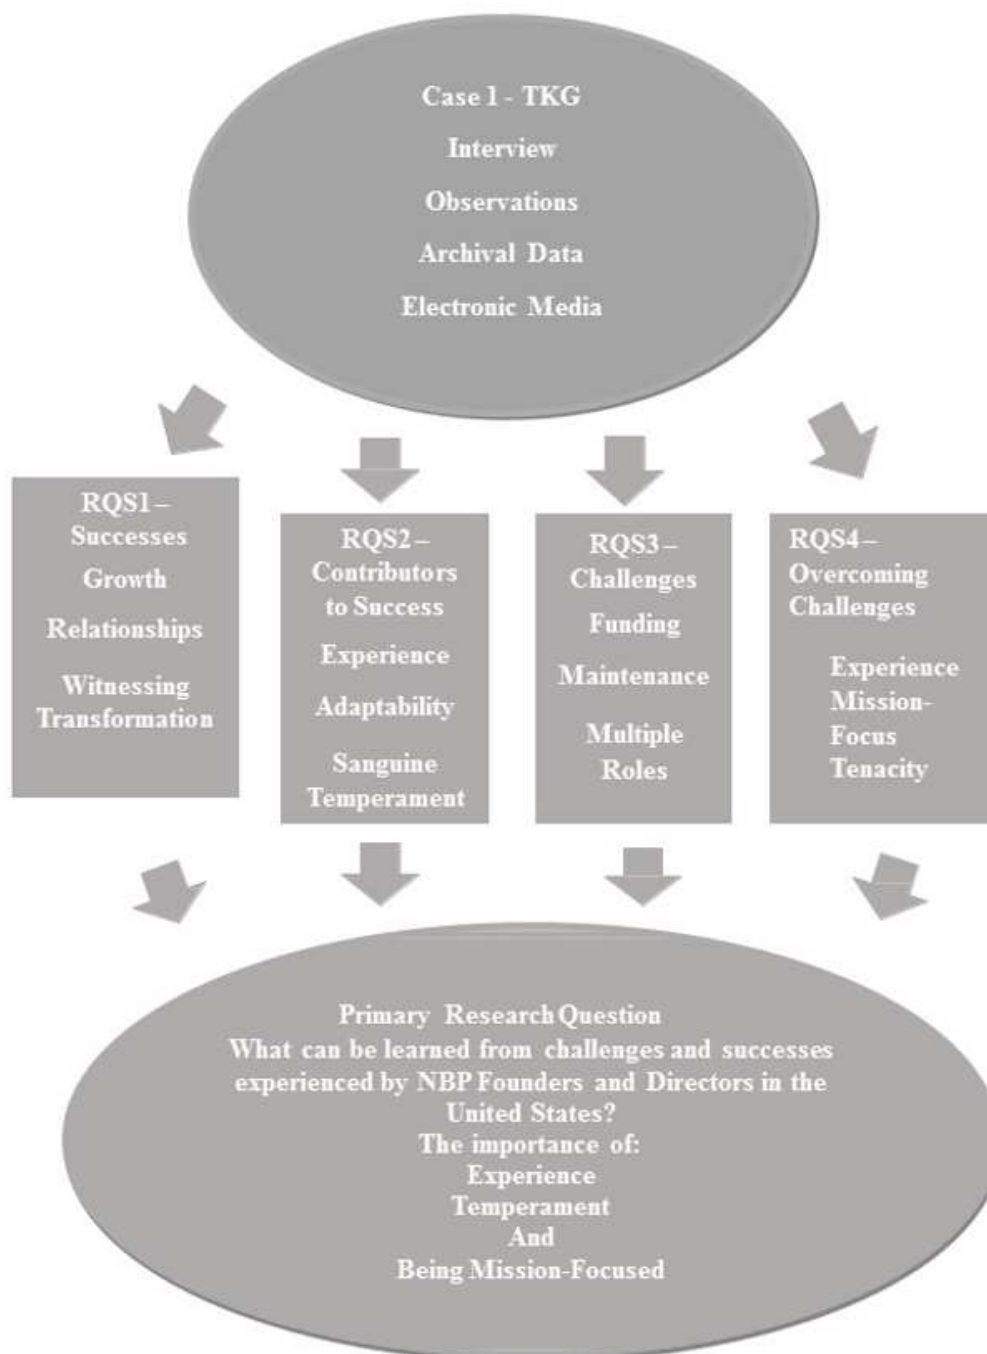 Case 1 - TKG
Interview
Observations
Archival Data
Electronic Media
RQS1–
Successes
Growth
Relationships
Witnessing
Transformation
RQS2–
Contributors
to Success
Experience
Adaptability
Sanguine
Temperament
RQS3–
Challenges
Funding
Maintenance
Multiple
Roles
RQS4–
Overcoming
Challenges
Experience
Mission-
Focus
Tenacity
Primary Research Question
What can be learned from challenges and successes
experienced by NBP Founders and Directors in the
United States?
The importance of:
Experience
Temperament
And
Being Mission-Focused